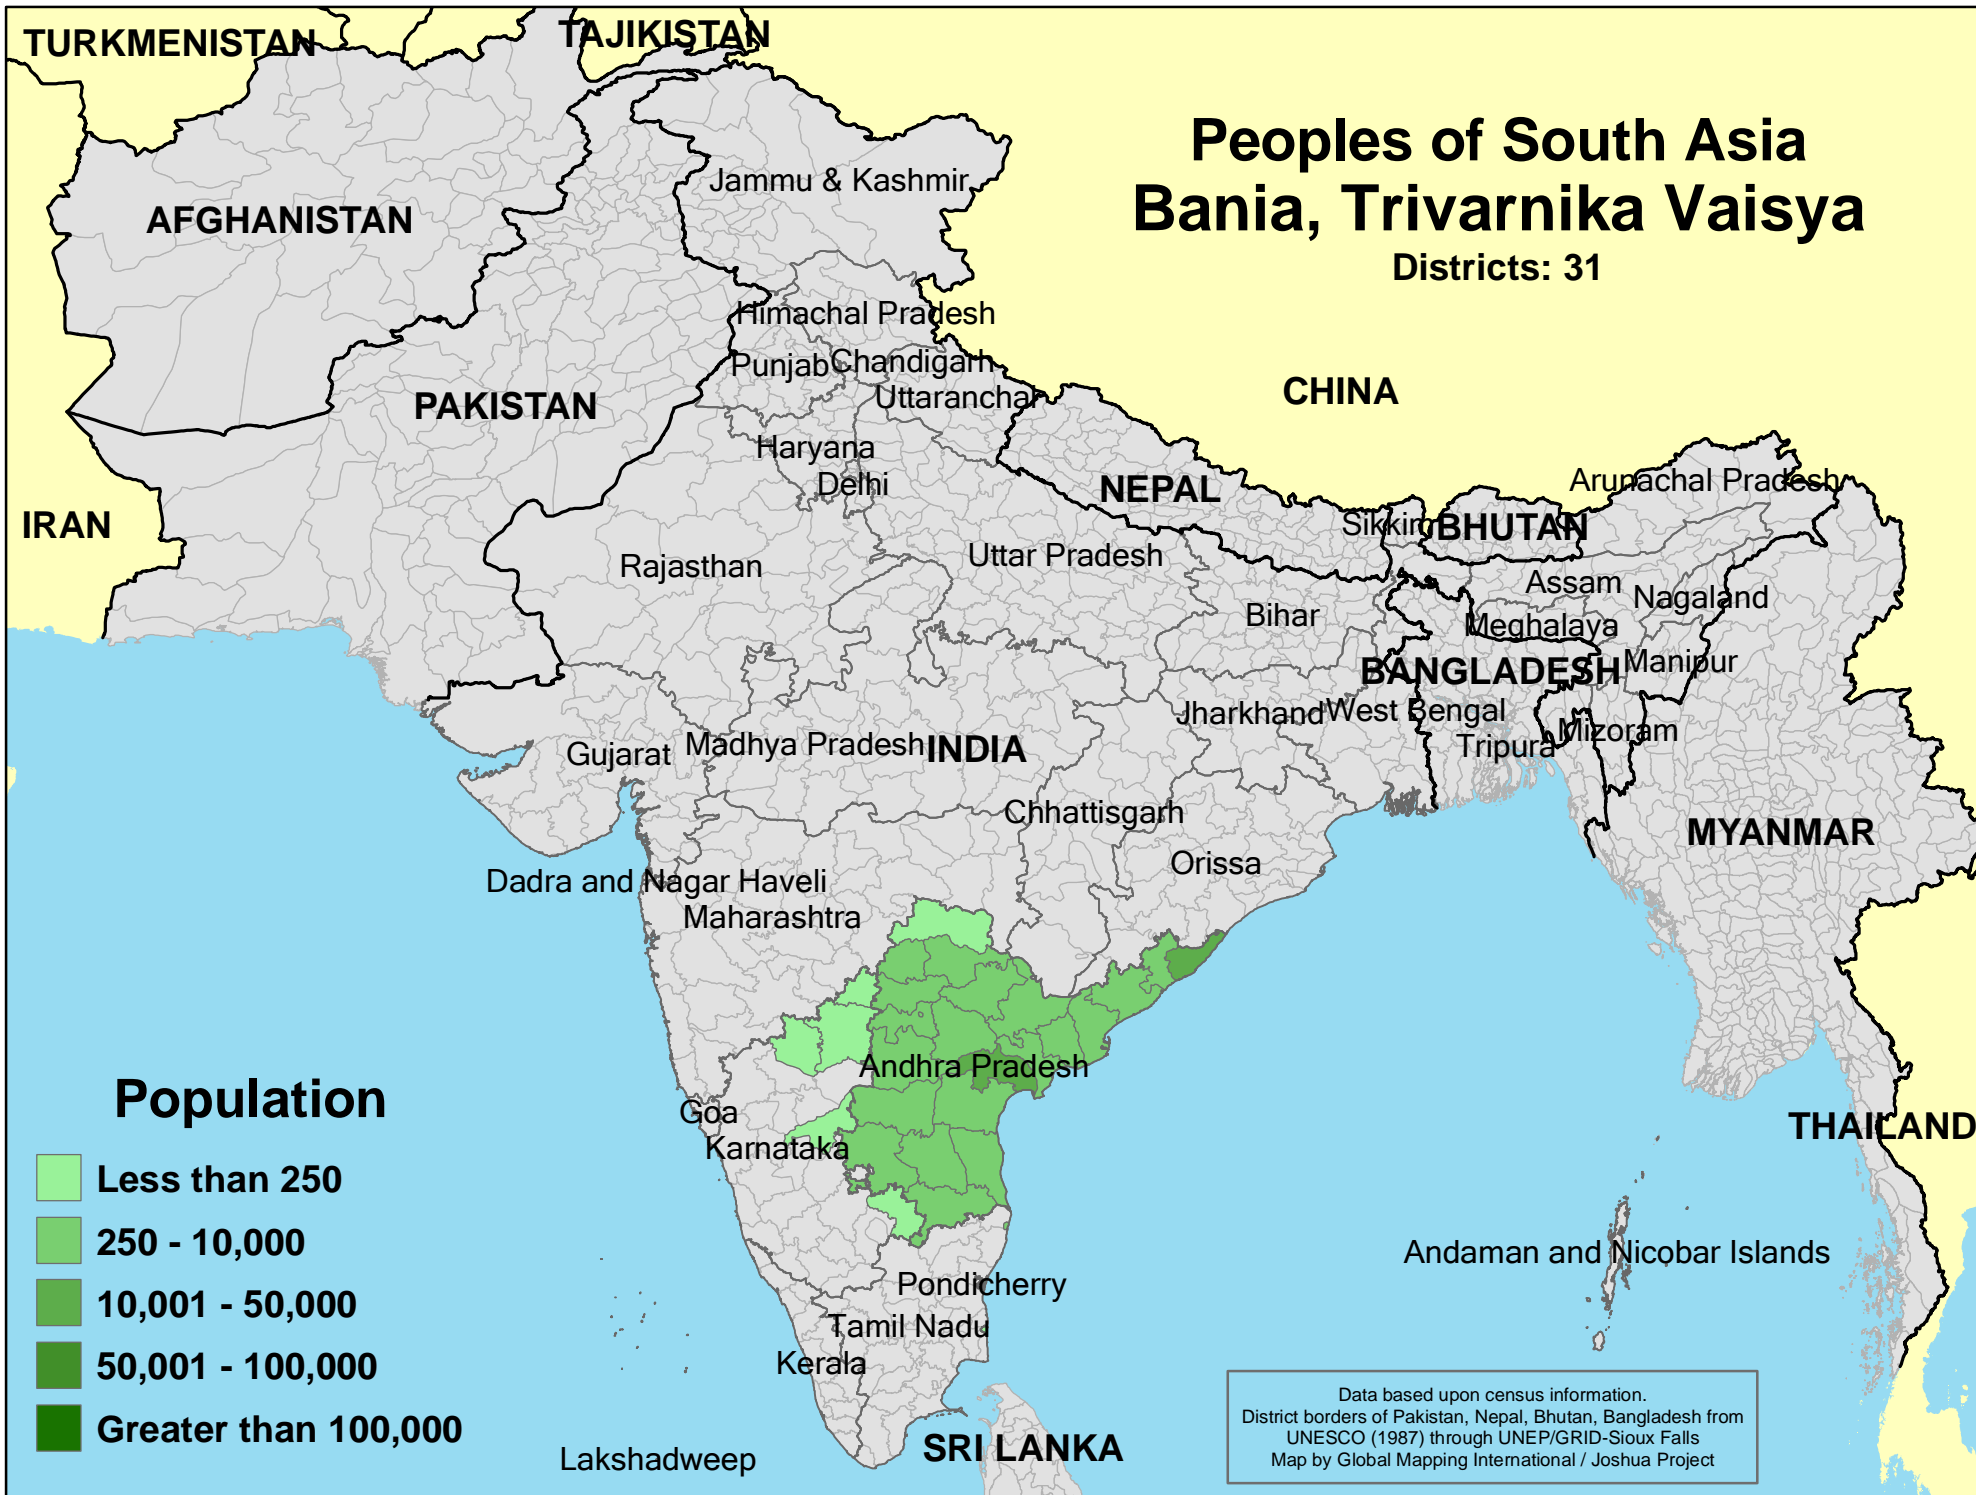 TURKMENISTAN
TAJIKISTAN
Peoples of South Asia
Bania, Trivarnika Vaisya
Districts: 31
Jammu & Kashmir
AFGHANISTAN
Himachal Pradesh
Punjab
Chandigarh
Uttaranchal
CHINA
PAKISTAN
Haryana
Delhi
NEPAL
Arunachal Pradesh
IRAN
Sikkim
BHUTAN
Rajasthan
Uttar Pradesh
Assam
Nagaland
Bihar
Meghalaya
BANGLADESH
Manipur
Jharkhand
West Bengal
Mizoram
Tripura
Gujarat
Madhya Pradesh
INDIA
Chhattisgarh
MYANMAR
Orissa
Dadra and Nagar Haveli
Maharashtra
Andhra Pradesh
Goa
Karnataka
THAILAND
Andaman and Nicobar Islands
Pondicherry
Tamil Nadu
Kerala
SRI LANKA
Lakshadweep
Population
Less than 250
250 - 10,000
10,001 - 50,000
50,001 - 100,000
Greater than 100,000
Data based upon census information.
District borders of Pakistan, Nepal, Bhutan, Bangladesh from
UNESCO (1987) through UNEP/GRID-Sioux Falls
Map by Global Mapping International / Joshua Project